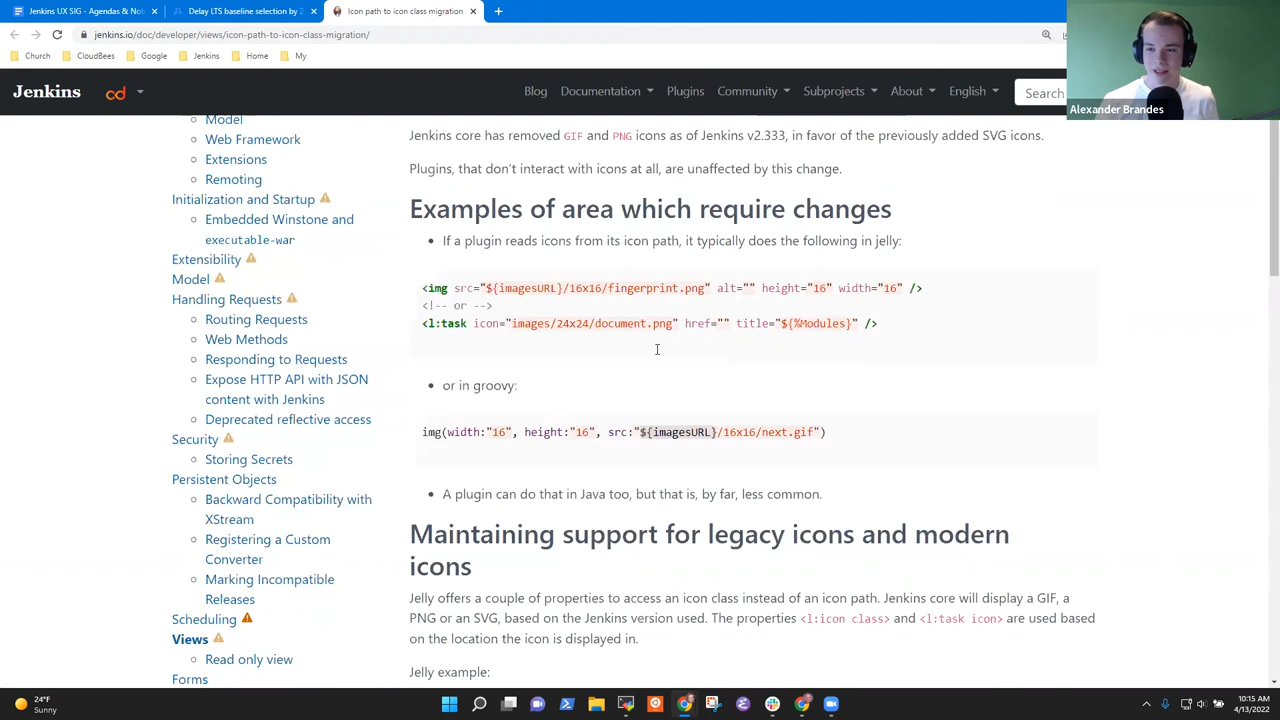 Jenkins UX SIG - Agendas & Not
Delay LTS baseline selection by 2
Icon path to icon class migration
jenkins.io/doc/developer/views/icon-path-to-icon-class-migration/
Church
CloudBees
Google
Jenkins
Home
My
Alexander Brandes
Jenkins
cd
Blog
Documentation
Plugins
Community
Subprojects
About
English
Search
Model
Web Framework
Extensions
Remoting
Initialization and Startup
Embedded Winstone and
executable-war
Extensibility
Model
Handling Requests
Routing Requests
Web Methods
Responding to Requests
Expose HTTP API with JSON
content with Jenkins
Deprecated reflective access
Security
Storing Secrets
Persistent Objects
Backward Compatibility with
XStream
Registering a Custom
Converter
Marking Incompatible
Releases
Scheduling
Views
Read only view
Forms
Jenkins core has removed GIF and PNG icons as of Jenkins v2.333, in favor of the previously added SVG icons.
Plugins, that don't interact with icons at all, are unaffected by this change.
Examples of area which require changes
• If a plugin reads icons from its icon path, it typically does the following in jelly:
<img src="${imagesURL}/16x16/fingerprint.png" alt="" height="16" width="16" />
<!-- or -->
<l:task icon="images/24x24/document.png" href="" title="${%Modules}" />
• or in groovy:
img(width:"16", height:"16", src:"${imagesURL}/16x16/next.gif")
• A plugin can do that in Java too, but that is, by far, less common.
Maintaining support for legacy icons and modern
icons
Jelly offers a couple of properties to access an icon class instead of an icon path. Jenkins core will display a GIF, a
PNG or an SVG, based on the Jenkins version used. The properties <l:icon class> and <l:task icon> are used based
on the location the icon is displayed in.
Jelly example:
24°F
Sunny
10:15 AM
4/13/2022